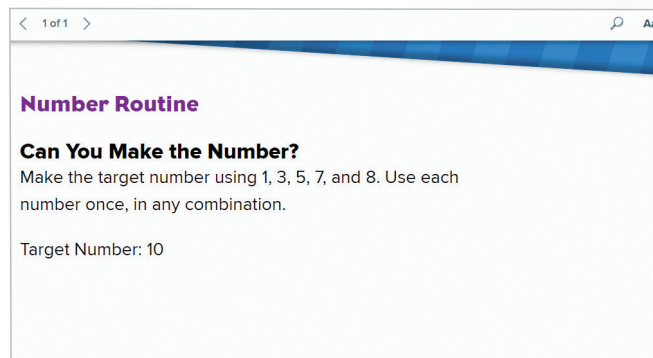 1 of 1
Number Routine
Can You Make the Number?
Make the target number using 1, 3, 5, 7, and 8. Use each
number once, in any combination.
Target Number: 10